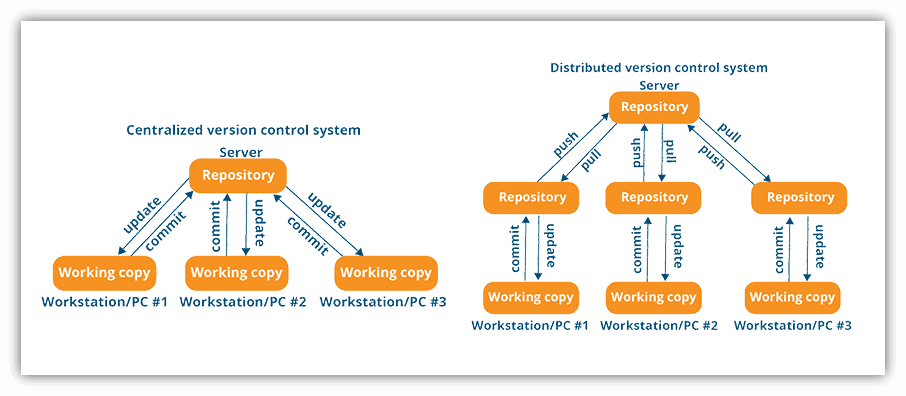 Centralized version control system
Server
Repository
update
commit
commit
update
update
commit
Working copy
Working copy
Working copy
Workstation/PC #1
Workstation/PC #2
Workstation/PC #3
Distributed version control system
Server
Repository
push
pull
push
pull
pull
push
Repository
Repository
Repository
commit
update
commit
update
commit
update
Working copy
Working copy
Working copy
Workstation/PC #1
Workstation/PC #2
Workstation/PC #3